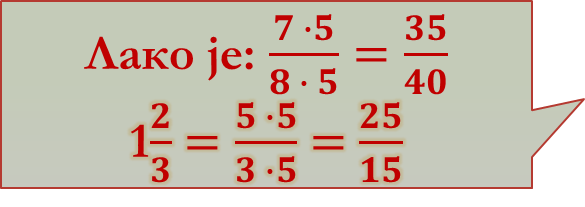 Лако је: 7 ·5 / 8 · 5 = 35 / 40
1 2/3 = 5 ·5 / 3 ·5 = 25 / 15